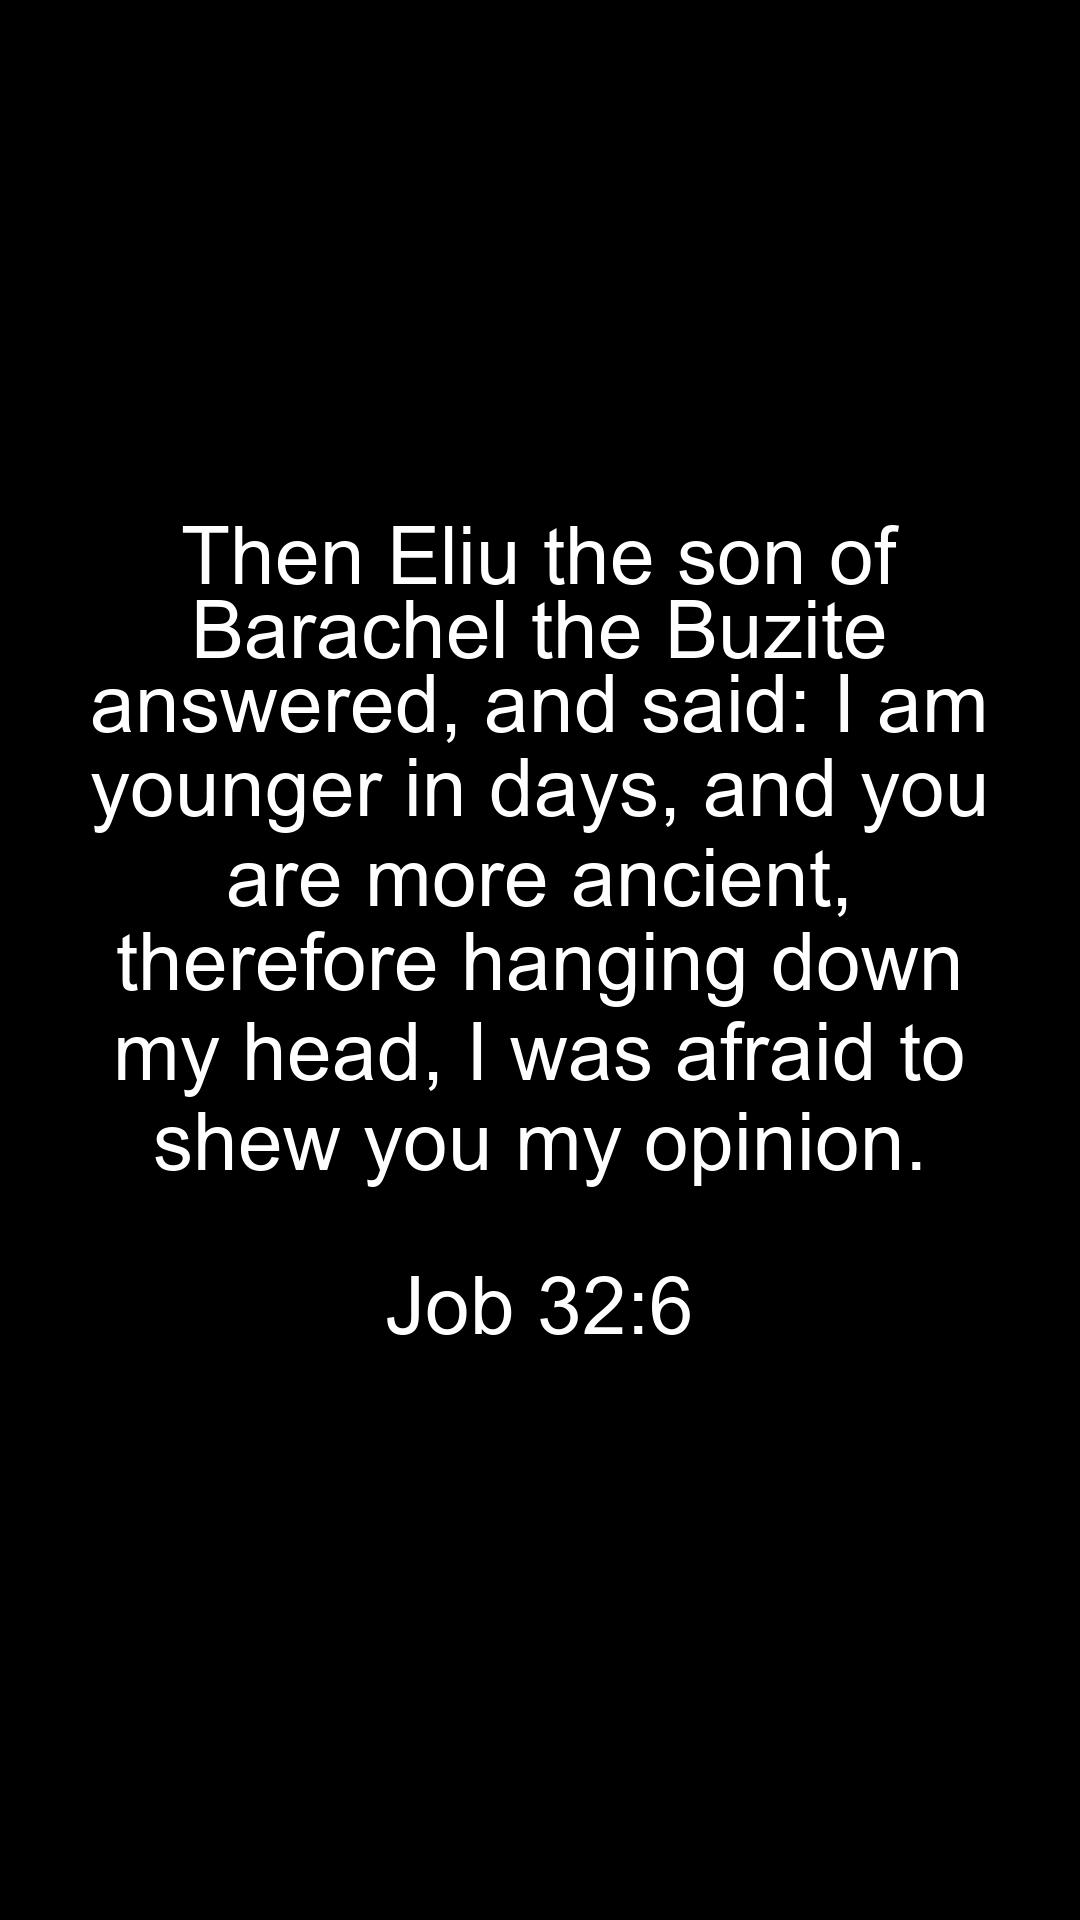 Then Eliu the son of
Barachel the Buzite
answered, and said: I am
younger in days, and you
are more ancient,
therefore hanging down
my head, I was afraid to
shew you my opinion.
Job 32:6